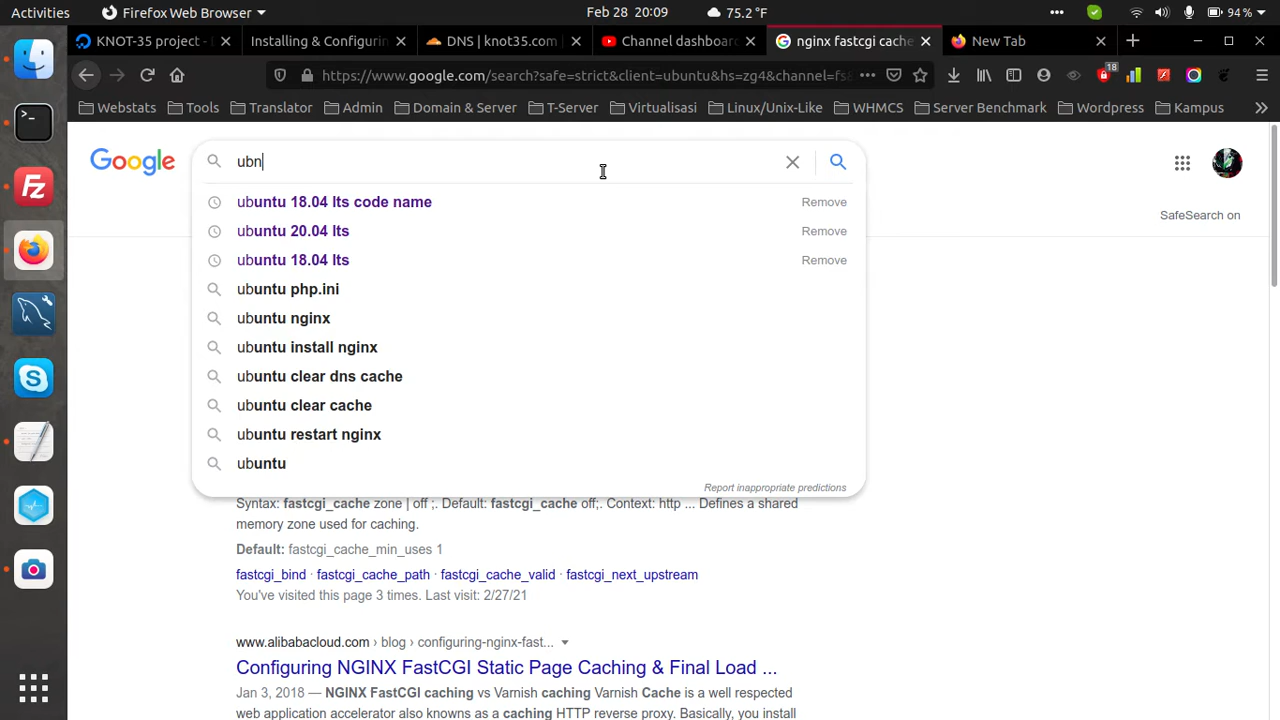 Activities
Firefox Web Browser
Feb 28 20:09
75.2 °F
94 %
KNOT-35 project -
Installing & Configurin
DNS | knot35.com
Channel dashboar
nginx fastcgi cache
New Tab
https://www.google.com/search?safe=strict&client=ubuntu&hs=zg4&channel=fs&
18
Webstats
Tools
Translator
Admin
Domain & Server
T-Server
Virtualisasi
Linux/Unix-Like
WHMCS
Server Benchmark
Wordpress
Kampus
Google
ubn
SafeSearch on
ubuntu 18.04 lts code name
Remove
ubuntu 20.04 lts
Remove
ubuntu 18.04 lts
Remove
ubuntu php.ini
ubuntu nginx
ubuntu install nginx
ubuntu clear dns cache
ubuntu clear cache
ubuntu restart nginx
ubuntu
Report inappropriate predictions
Syntax: fastcgi_cache zone | off ;. Default: fastcgi_cache off;. Context: http ... Defines a shared
memory zone used for caching.
Default: fastcgi_cache_min_uses 1
fastcgi_bind · fastcgi_cache_path · fastcgi_cache_valid · fastcgi_next_upstream
You've visited this page 3 times. Last visit: 2/27/21
www.alibabacloud.com › blog › configuring-nginx-fast...
Configuring NGINX FastCGI Static Page Caching & Final Load ...
Jan 3, 2018 — NGINX FastCGI caching vs Varnish caching Varnish Cache is a well respected
web application accelerator also known as a caching HTTP reverse proxy. Basically, you install